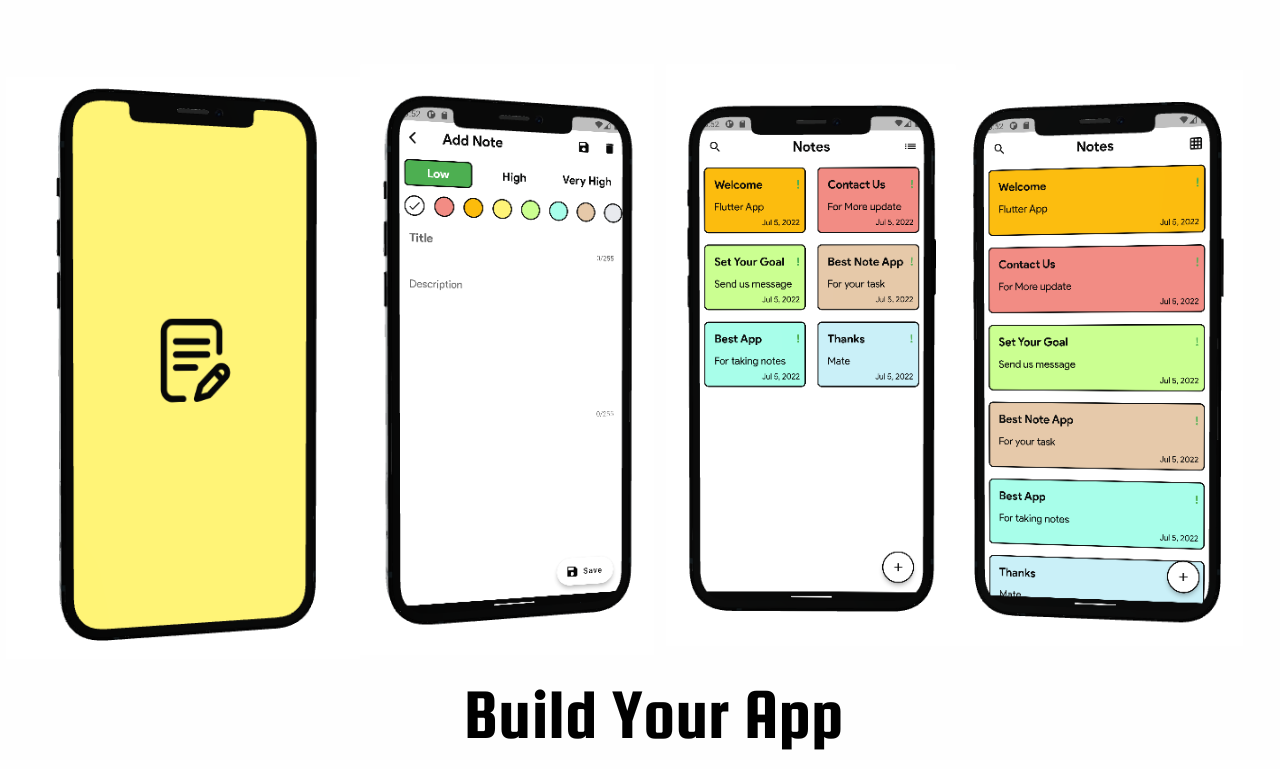 Add Note
Low
High
Very High
Title
0/255
Description
0/255
Save
Notes
Welcome !
Flutter App
Jul 5, 2022
Contact Us !
For More update
Jul 5, 2022
Set Your Goal !
Send us message
Jul 5, 2022
Best Note App !
For your task
Jul 5, 2022
Best App !
For taking notes
Jul 5, 2022
Thanks !
Mate
Jul 5, 2022
+
Notes
Welcome !
Flutter App
Jul 5, 2022
Contact Us !
For More update
Jul 5, 2022
Set Your Goal !
Send us message
Jul 5, 2022
Best Note App !
For your task
Jul 5, 2022
Best App !
For taking notes
Jul 5, 2022
Thanks
Mate
+
Build Your App